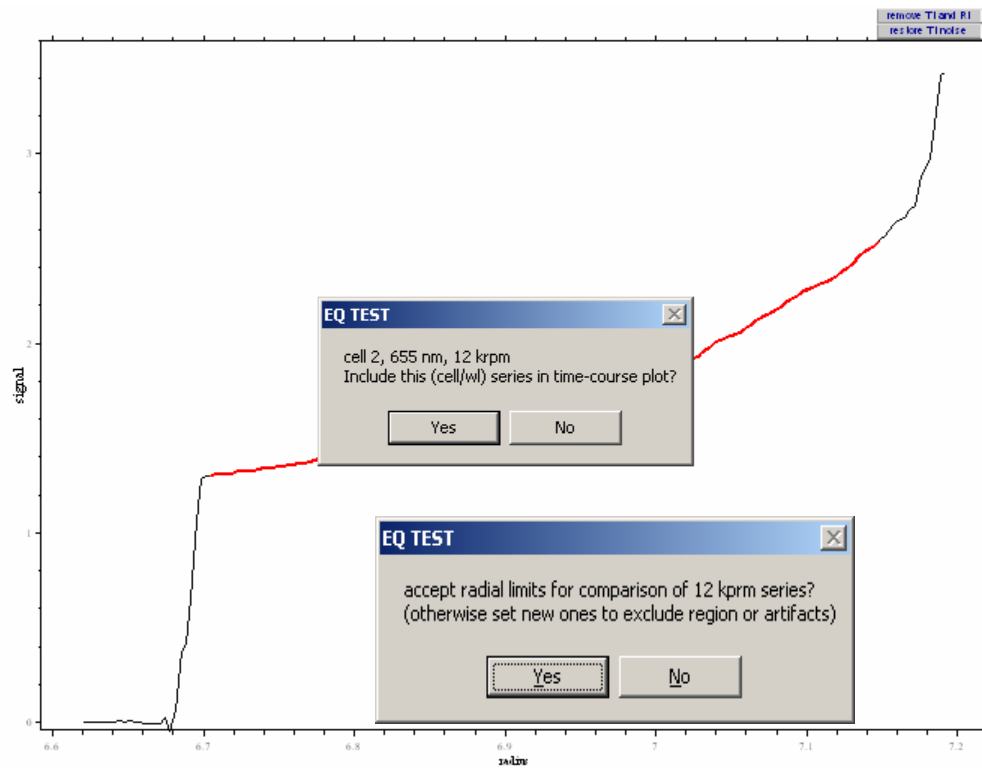 remove TI and RI
restore TI noise
3
signal
2
1
0
EQ TEST
cell 2, 655 nm, 12 krpm
Include this (cell/wl) series in time-course plot?
Yes No
EQ TEST
accept radial limits for comparison of 12 kprm series?
(otherwise set new ones to exclude region or artifacts)
Yes No
6.6 6.7 6.8 6.9 7 7.1 7.2
radius